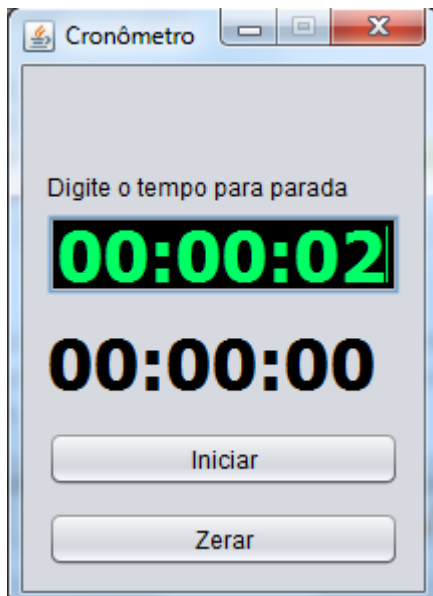 Cronômetro
Digite o tempo para parada
00:00:02
00:00:00
Iniciar
Zerar